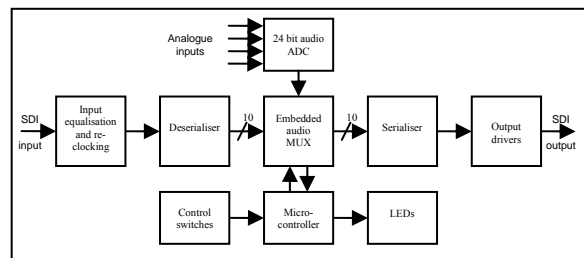 Analogue
inputs
24 bit audio
ADC
SDI
input
Input
equalisation
and re-
clocking
Deserialiser
10
Embedded
audio
MUX
10
Serialiser
Output
drivers
SDI
output
Control
switches
Micro-
controller
LEDs